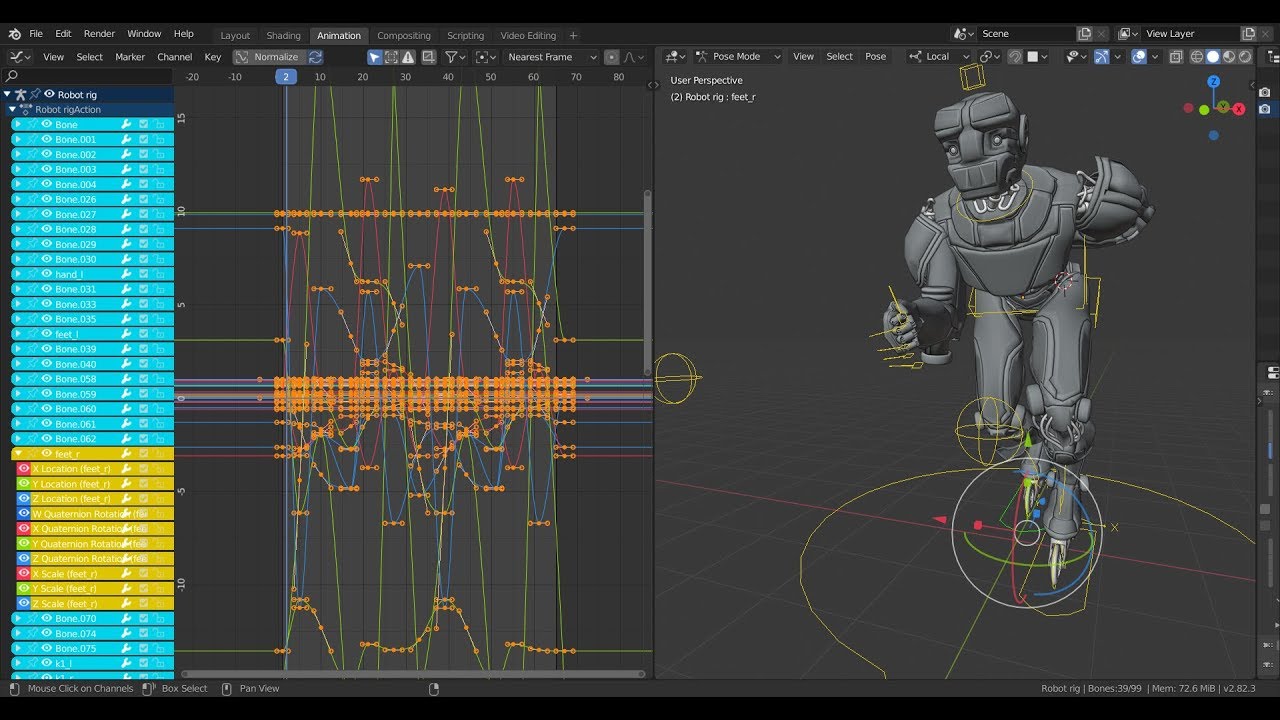 File Edit Render Window Help Layout Shading Animation Compositing Scripting Video Editing + Scene View Layer
View Select Marker Channel Key Normalize Nearest Frame Pose Mode View Select Pose Local
-20 -10 2 10 20 30 40 50 60 70 80
User Perspective
(2) Robot rig : feet_r
Z
Y
X
Robot rig
Robot rigAction
Bone
Bone.001
Bone.002
Bone.003
Bone.004
Bone.026
Bone.027
Bone.028
Bone.029
Bone.030
hand_l
Bone.031
Bone.033
Bone.035
feet_l
Bone.039
Bone.040
Bone.058
Bone.059
Bone.060
Bone.061
Bone.062
feet_r
X Location (feet_r)
Y Location (feet_r)
Z Location (feet_r)
W Quaternion Rotation (fee
X Quaternion Rotation (fee
Y Quaternion Rotation (fee
Z Quaternion Rotation (fee
X Scale (feet_r)
Y Scale (feet_r)
Z Scale (feet_r)
Bone.070
Bone.074
Bone.075
k1_l
k1_r
15
10
5
0
-5
-10
X
Mouse Click on Channels Box Select Pan View Robot rig | Bones:39/99 | Mem: 72.6 MiB | v2.82.3